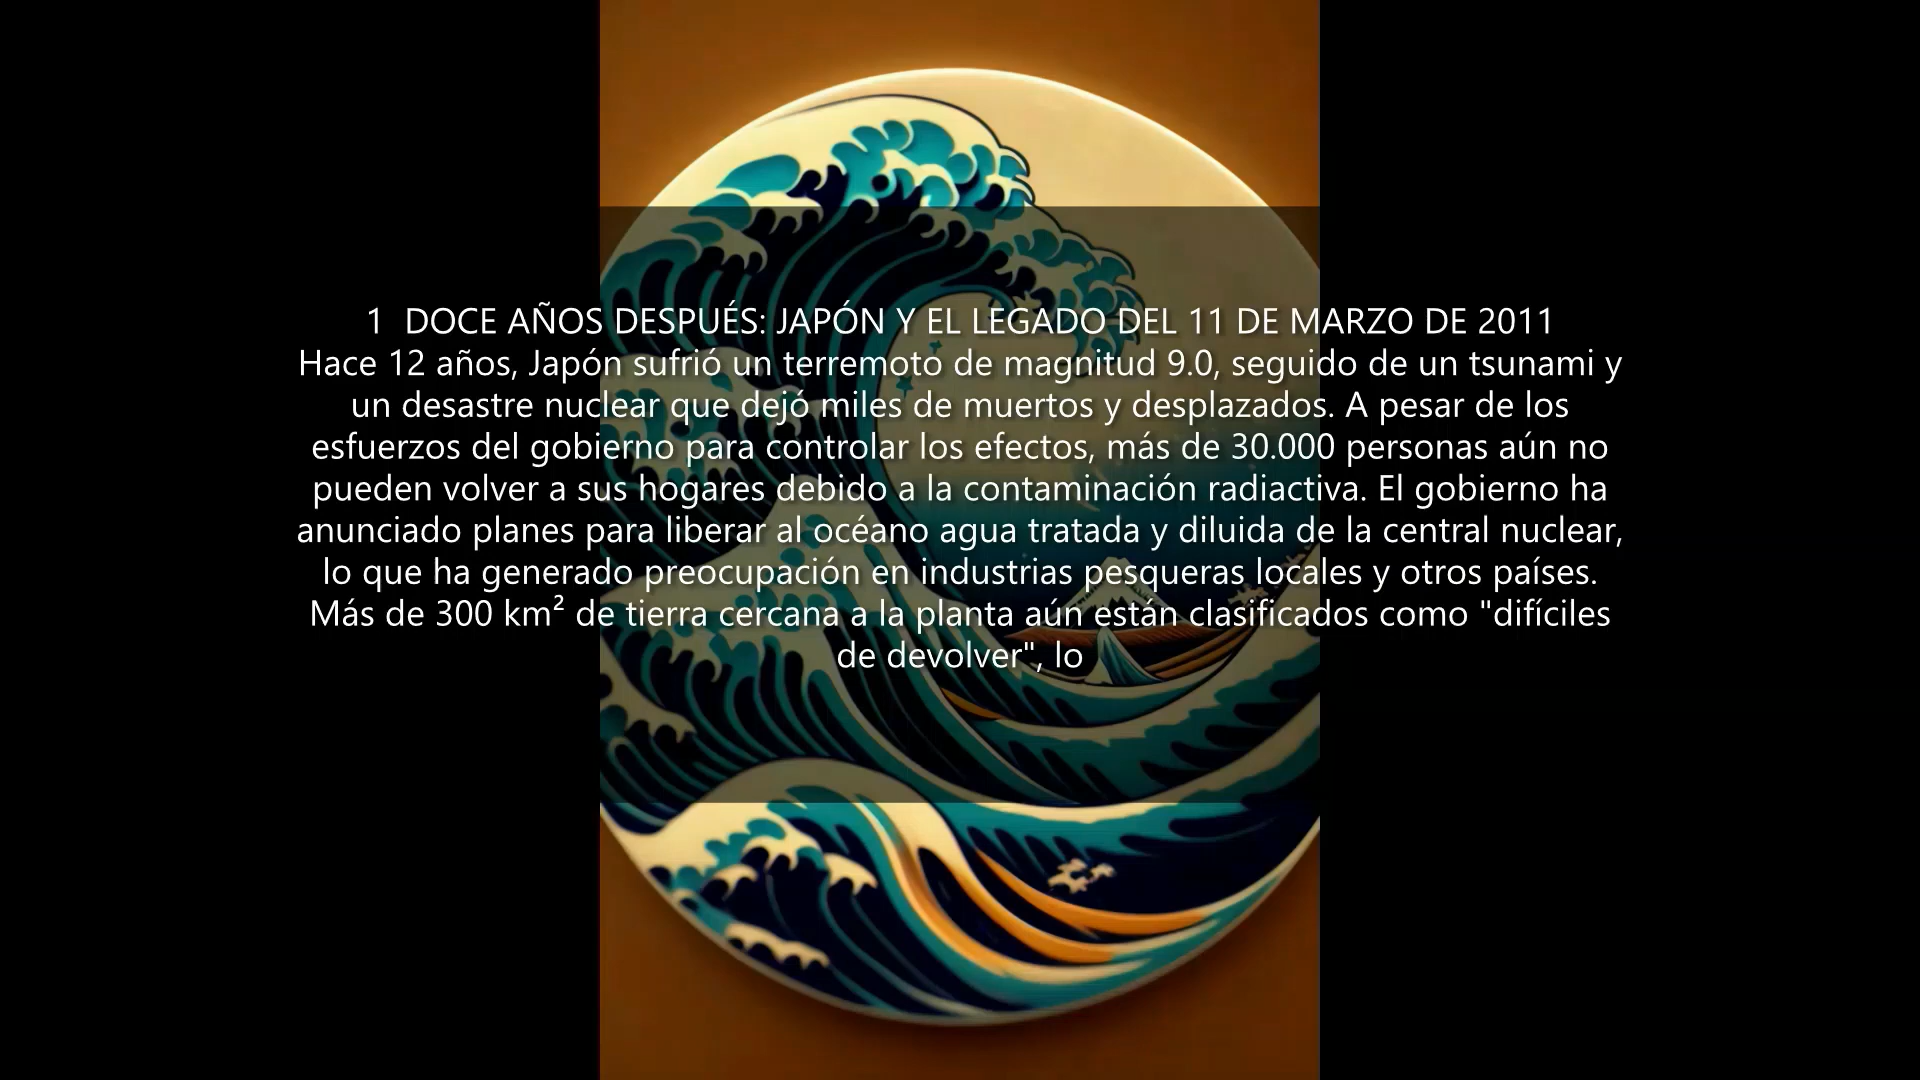 1  DOCE AÑOS DESPUÉS: JAPÓN Y EL LEGADO DEL 11 DE MARZO DE 2011
Hace 12 años, Japón sufrió un terremoto de magnitud 9.0, seguido de un tsunami y
un desastre nuclear que dejó miles de muertos y desplazados. A pesar de los
esfuerzos del gobierno para controlar los efectos, más de 30.000 personas aún no
pueden volver a sus hogares debido a la contaminación radiactiva. El gobierno ha
anunciado planes para liberar al océano agua tratada y diluida de la central nuclear,
lo que ha generado preocupación en industrias pesqueras locales y otros países.
Más de 300 km² de tierra cercana a la planta aún están clasificados como "difíciles
de devolver", lo